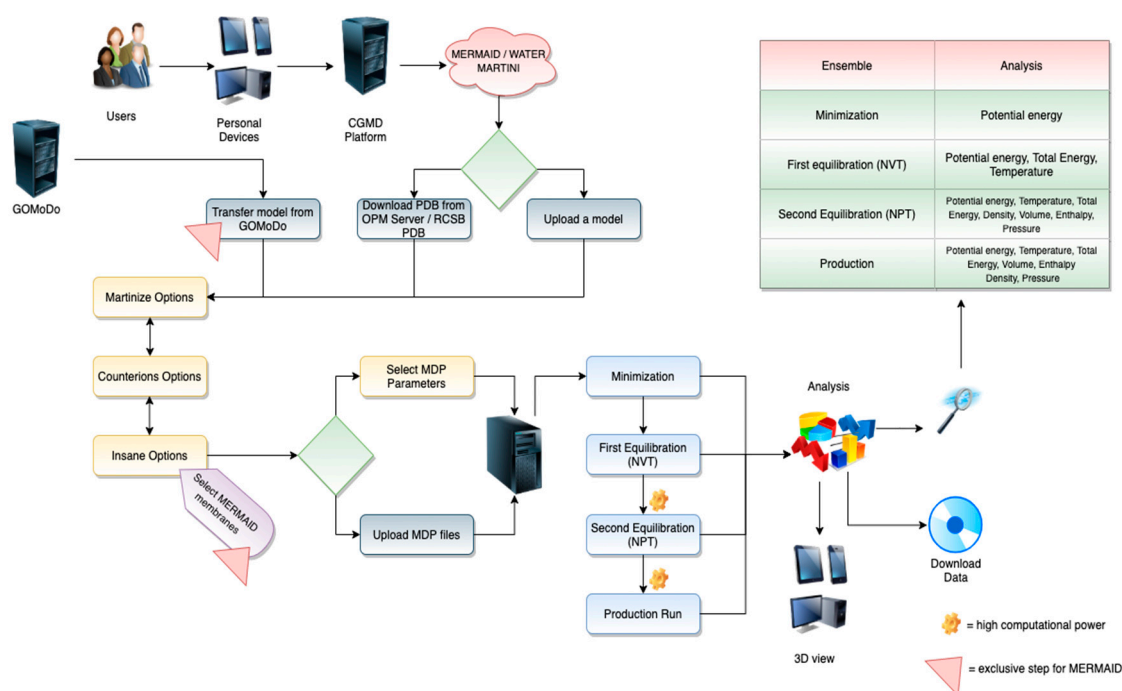 Users
Personal
Devices
CGMD
Platform
MERMAID / WATER
MARTINI
GOMoDo
Transfer model from
GOMoDo
Download PDB from
OPM Server / RCSB
PDB
Upload a model
Martinize Options
Counterions Options
Insane Options
Select MERMAID
membranes
Select MDP
Parameters
Upload MDP files
Minimization
First Equilibration
(NVT)
Second Equilibration
(NPT)
Production Run
Analysis
3D view
Download
Data
= high computational power
= exclusive step for MERMAID
Ensemble
Analysis
Minimization
Potential energy
First equilibration (NVT)
Potential energy, Total Energy,
Temperature
Second Equilibration (NPT)
Potential energy, Temperature, Total
Energy, Density, Volume, Enthalpy,
Pressure
Production
Potential energy, Temperature, Total
Energy, Volume, Enthalpy
Density, Pressure